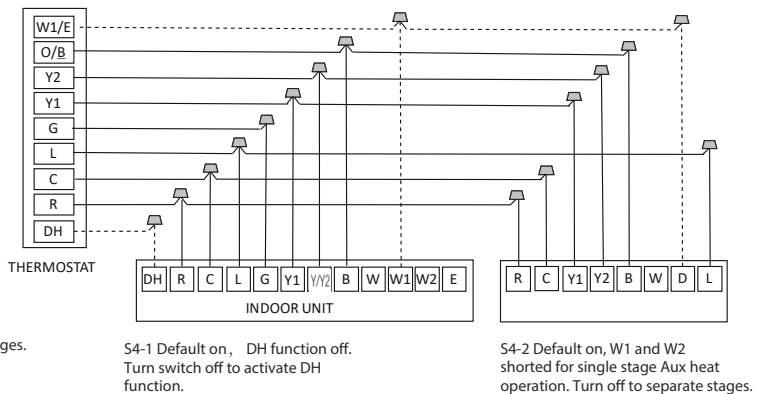 W1/E
O/B
Y2
Y1
G
L
C
R
DH
THERMOSTAT
DH R C L G Y1 Y/Y2 B W W1 W2 E
INDOOR UNIT
R C Y1 Y2 B W D L
ges.
S4-1 Default on， DH function off.
Turn switch off to activate DH
function.
S4-2 Default on, W1 and W2
shorted for single stage Aux heat
operation. Turn off to separate stages.